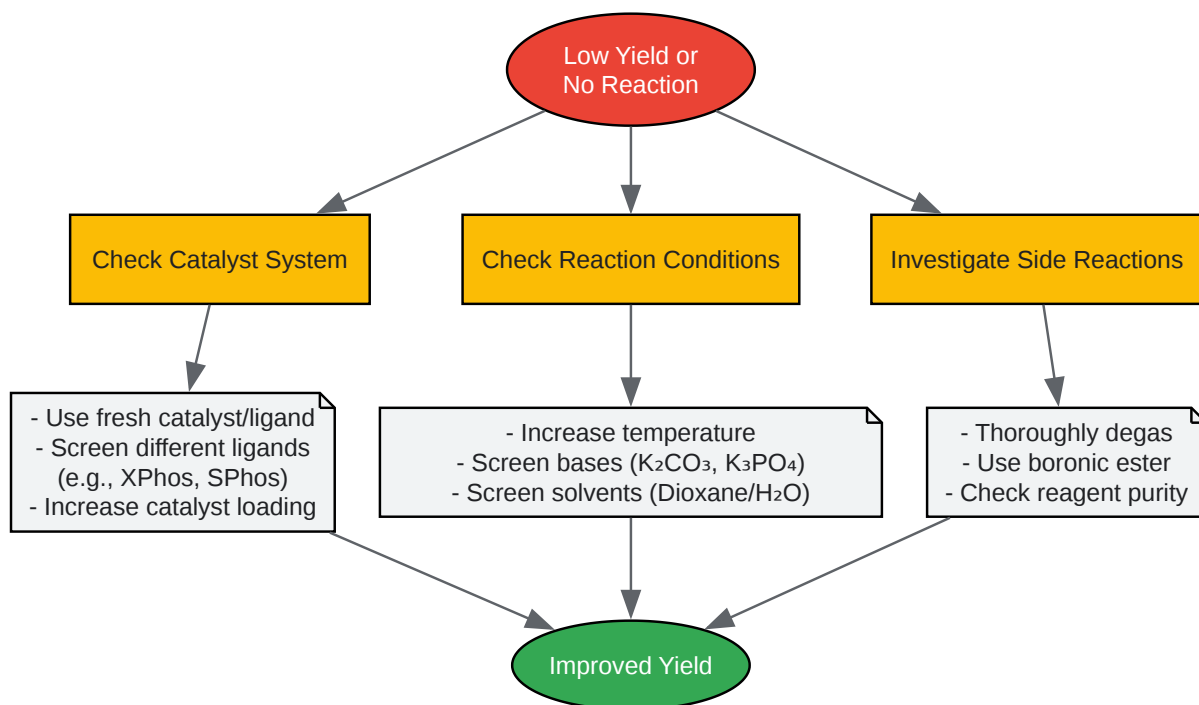 Low Yield or
No Reaction
Check Catalyst System
Check Reaction Conditions
Investigate Side Reactions
- Use fresh catalyst/ligand
- Screen different ligands
(e.g., XPhos, SPhos)
- Increase catalyst loading
- Increase temperature
- Screen bases (K₂CO₃, K₃PO₄)
- Screen solvents (Dioxane/H₂O)
- Thoroughly degas
- Use boronic ester
- Check reagent purity
Improved Yield